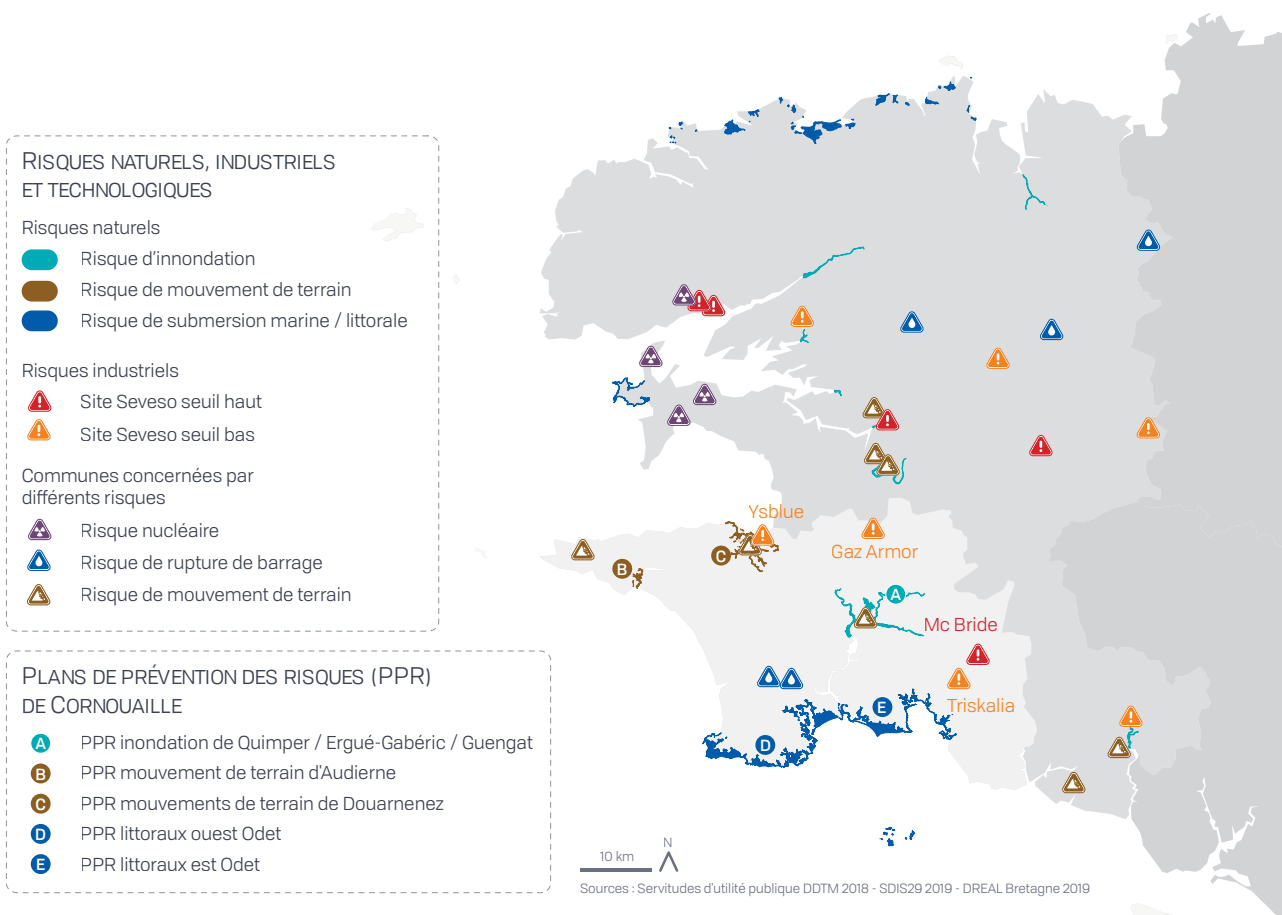 RISQUES NATURELS, INDUSTRIELS
ET TECHNOLOGIQUES
Risques naturels
Risque d'innondation
Risque de mouvement de terrain
Risque de submersion marine / littorale
Risques industriels
Site Seveso seuil haut
Site Seveso seuil bas
Communes concernées par
différents risques
Risque nucléaire
Risque de rupture de barrage
Risque de mouvement de terrain
PLANS DE PRÉVENTION DES RISQUES (PPR)
DE CORNOUAILLE
A PPR inondation de Quimper / Ergué-Gabéric / Guengat
B PPR mouvement de terrain d'Audierne
C PPR mouvements de terrain de Douarnenez
D PPR littoraux ouest Odet
E PPR littoraux est Odet
Ysblue
Gaz Armor
C
B
A
Mc Bride
Triskalia
E
D
10 km
N
Sources : Servitudes d'utilité publique DDTM 2018 - SDIS29 2019 - DREAL Bretagne 2019